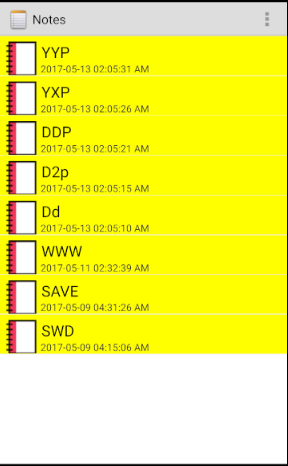 Notes
YYP
2017-05-13 02:05:31 AM
YXP
2017-05-13 02:05:26 AM
DDP
2017-05-13 02:05:21 AM
D2p
2017-05-13 02:05:15 AM
Dd
2017-05-13 02:05:10 AM
WWW
2017-05-11 02:32:39 AM
SAVE
2017-05-09 04:31:26 AM
SWD
2017-05-09 04:15:06 AM